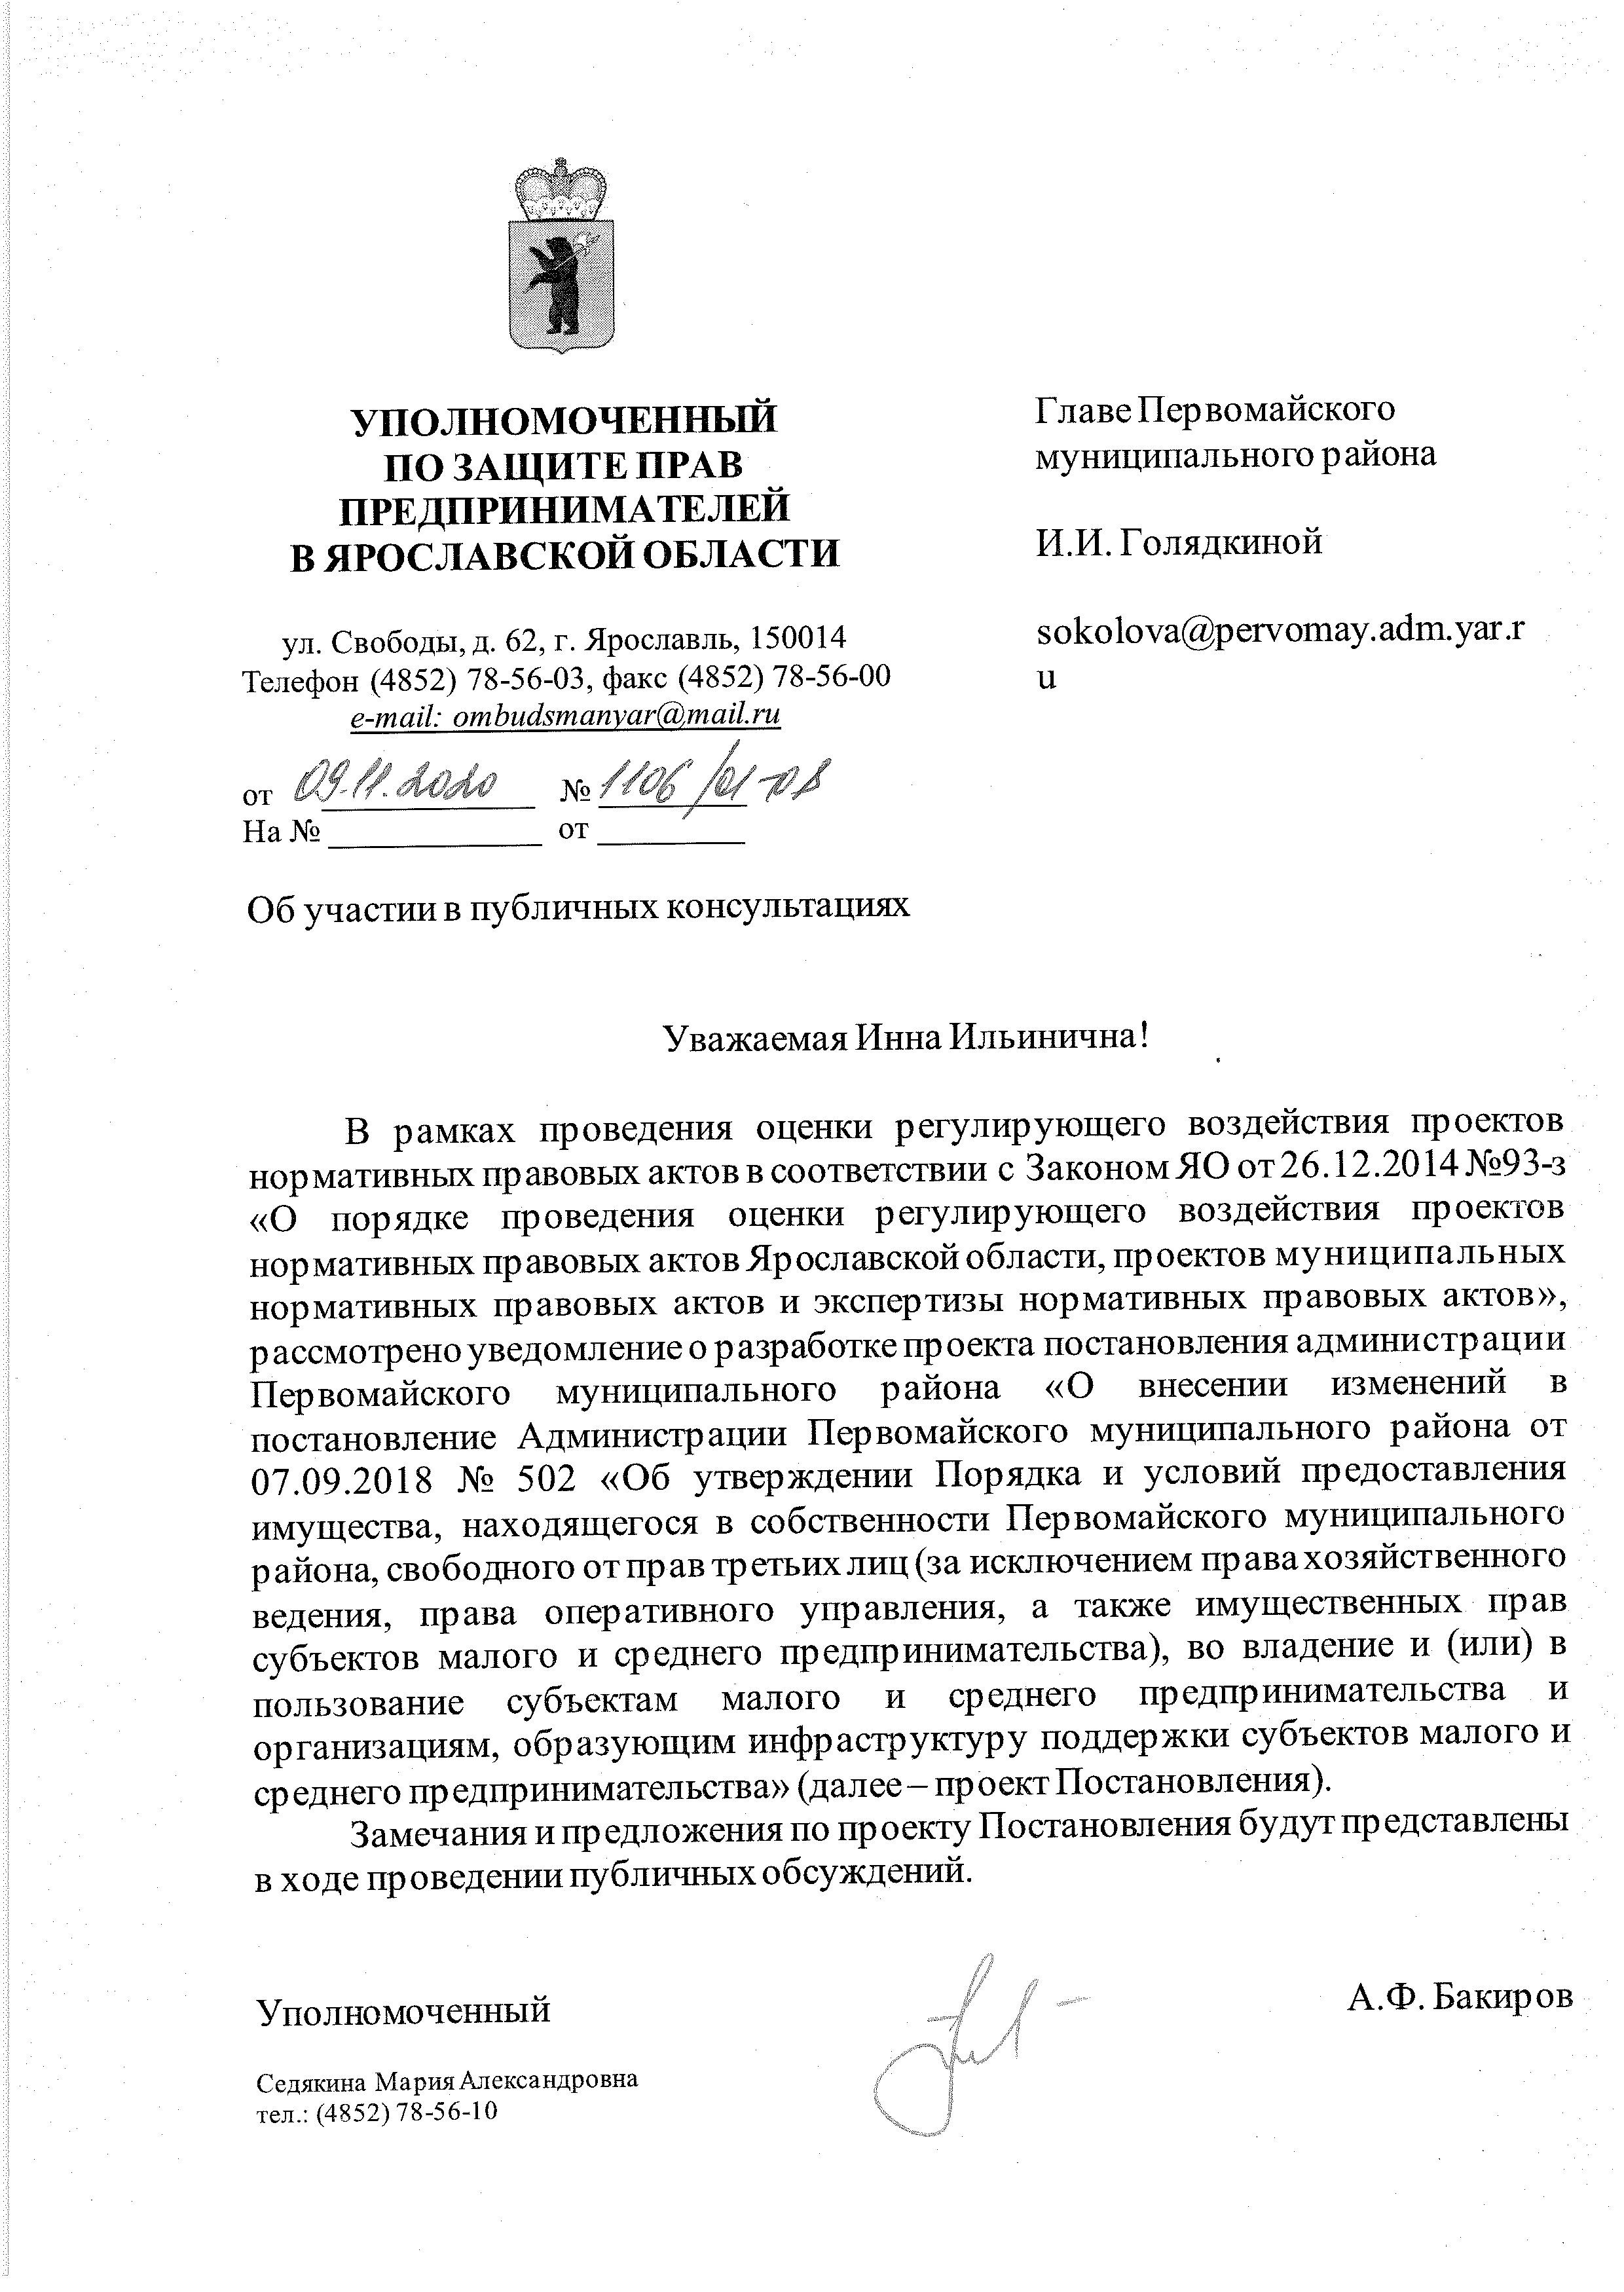 УПОЛНОМОЧЕННЫЙ
ПО ЗАЩИТЕ ПРАВ
ПРЕДПРИНИМАТЕЛЕЙ
В ЯРОСЛАВСКОЙ ОБЛАСТИ
ул. Свободы, д. 62, г. Ярославль, 150014
Телефон (4852) 78-56-03, факс (4852) 78-56-00
e-mail: ombudsmanyar@mail.ru
от 09.11.2020 № 1106/01-08
На № от
Главе Первомайского
муниципального района
И.И. Голядкиной
sokolova@pervomay.adm.yar.r
u
Об участии в публичных консультациях
Уважаемая Инна Ильинична!
В рамках проведения оценки регулирующего воздействия проектов
нормативных правовых актов в соответствии с Законом ЯО от 26.12.2014 №93-з
«О порядке проведения оценки регулирующего воздействия проектов
нормативных правовых актов Ярославской области, проектов муниципальных
нормативных правовых актов и экспертизы нормативных правовых актов»,
рассмотрено уведомление о разработке проекта постановления администрации
Первомайского муниципального района «О внесении изменений в
постановление Администрации Первомайского муниципального района от
07.09.2018 № 502 «Об утверждении Порядка и условий предоставления
имущества, находящегося в собственности Первомайского муниципального
района, свободного от прав третьих лиц (за исключением права хозяйственного
ведения, права оперативного управления, а также имущественных прав
субъектов малого и среднего предпринимательства), во владение и (или) в
пользование субъектам малого и среднего предпринимательства и
организациям, образующим инфраструктуру поддержки субъектов малого и
среднего предпринимательства» (далее – проект Постановления).
Замечания и предложения по проекту Постановления будут представлены
в ходе проведении публичных обсуждений.
Уполномоченный
А.Ф. Бакиров
Седякина Мария Александровна
тел.: (4852) 78-56-10